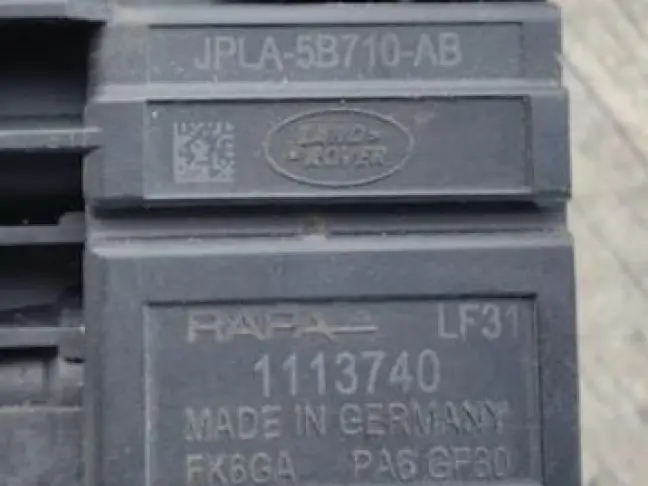 JPLA-5B710-AB
LAND-
-ROVER
RAPA LF31
1113740
MADE IN GERMANY
FK6GA PA6 GF30